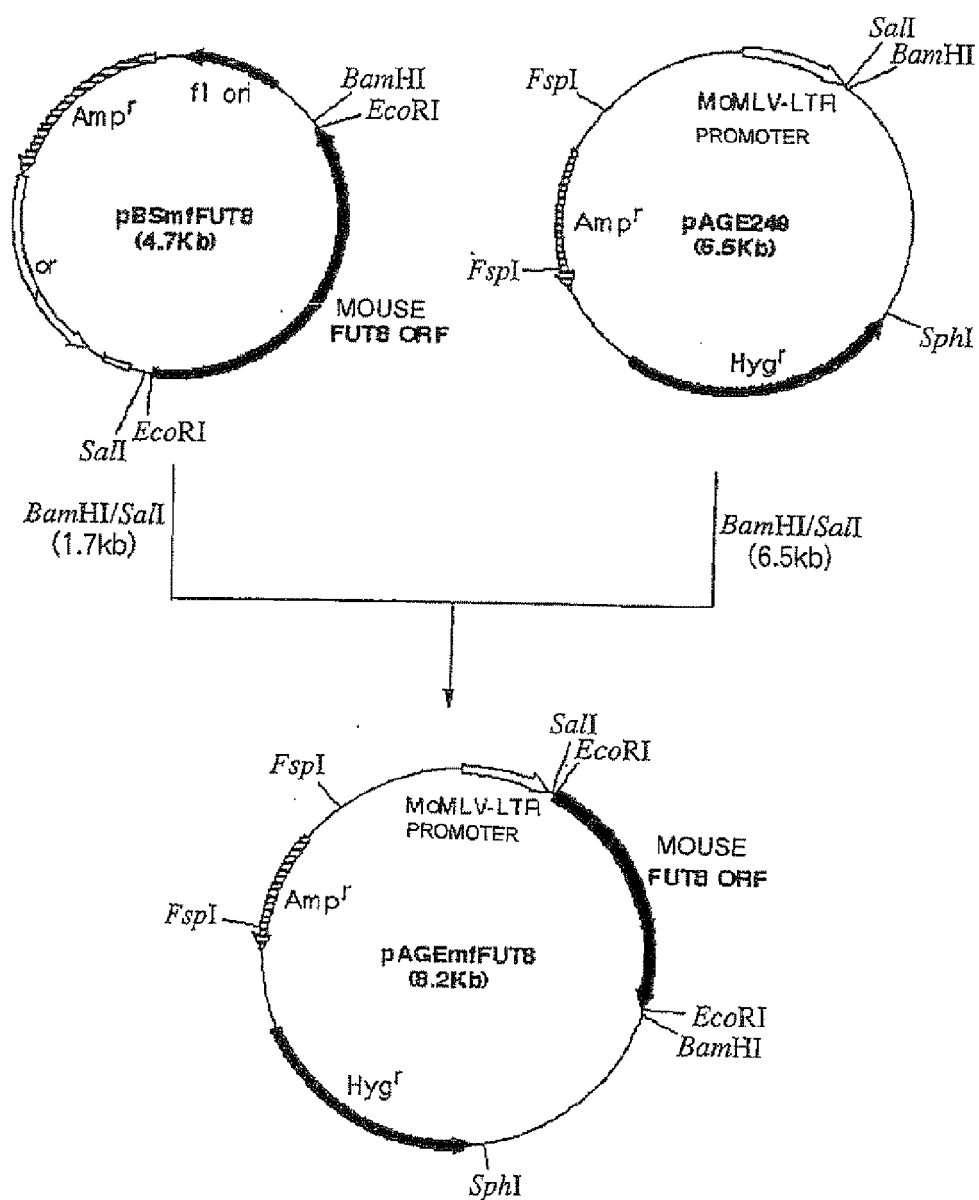 BamHI
EcoRI
f1 ori
Amp^r
pBSmfFUT8
(4.7Kb)
or
MOUSE
FUT8 ORF
EcoRI
SalI
SalI
BamHI
FspI
MoMLV-LTR
PROMOTER
Amp^r
pAGE249
(6.5Kb)
FspI
SphI
Hyg^r
BamHI/SalI
(1.7kb)
BamHI/SalI
(6.5kb)
SalI
EcoRI
FspI
MoMLV-LTR
PROMOTER
MOUSE
FUT8 ORF
Amp^r
FspI
pAGEmfFUT8
(8.2Kb)
EcoRI
BamHI
Hyg^r
SphI